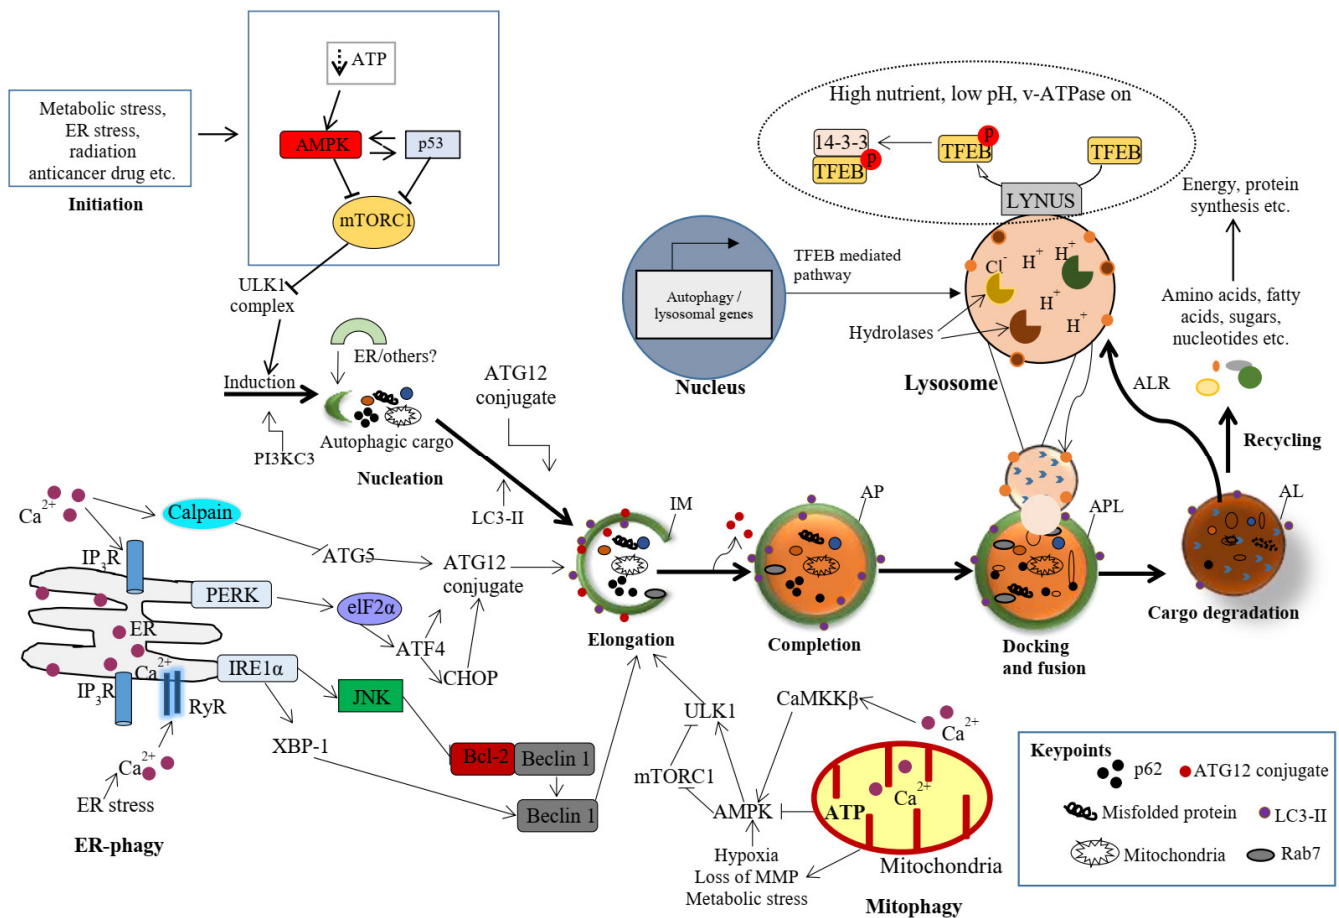 ATP
Metabolic stress,
ER stress,
radiation
anticancer drug etc.
Initiation
AMPK
p53
mTORC1
ULK1
complex
ER/others?
Induction
PI3KC3
Autophagic cargo
Nucleation
ATG12
conjugate
LC3-II
High nutrient, low pH, v-ATPase on
14-3-3
TFEB
p
TFEB
p
TFEB
LYNUS
Autophagy /
lysosomal genes
Nucleus
TFEB mediated
pathway
Hydrolases
Cl-
H+
H+
H+
H+
Lysosome
Energy, protein
synthesis etc.
Amino acids, fatty
acids, sugars,
nucleotides etc.
ALR
Recycling
Ca2+
Calpain
IP3R
ATG5
ATG12
conjugate
PERK
eIF2α
ATF4
CHOP
ER
Ca2+
IRE1α
IP3R
RyR
JNK
XBP-1
Bcl-2
Beclin 1
Beclin 1
Ca2+
ER stress
ER-phagy
IM
Elongation
AP
Completion
APL
Docking
and fusion
AL
Cargo degradation
ULK1
CaMKKβ
Ca2+
mTORC1
AMPK
ATP
Ca2+
Hypoxia
Loss of MMP
Metabolic stress
Mitochondria
Mitophagy
Keypoints
p62
ATG12 conjugate
Misfolded protein
LC3-II
Mitochondria
Rab7